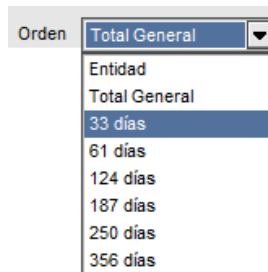 Orden Total General
Entidad
Total General
33 días
61 días
124 días
187 días
250 días
356 días